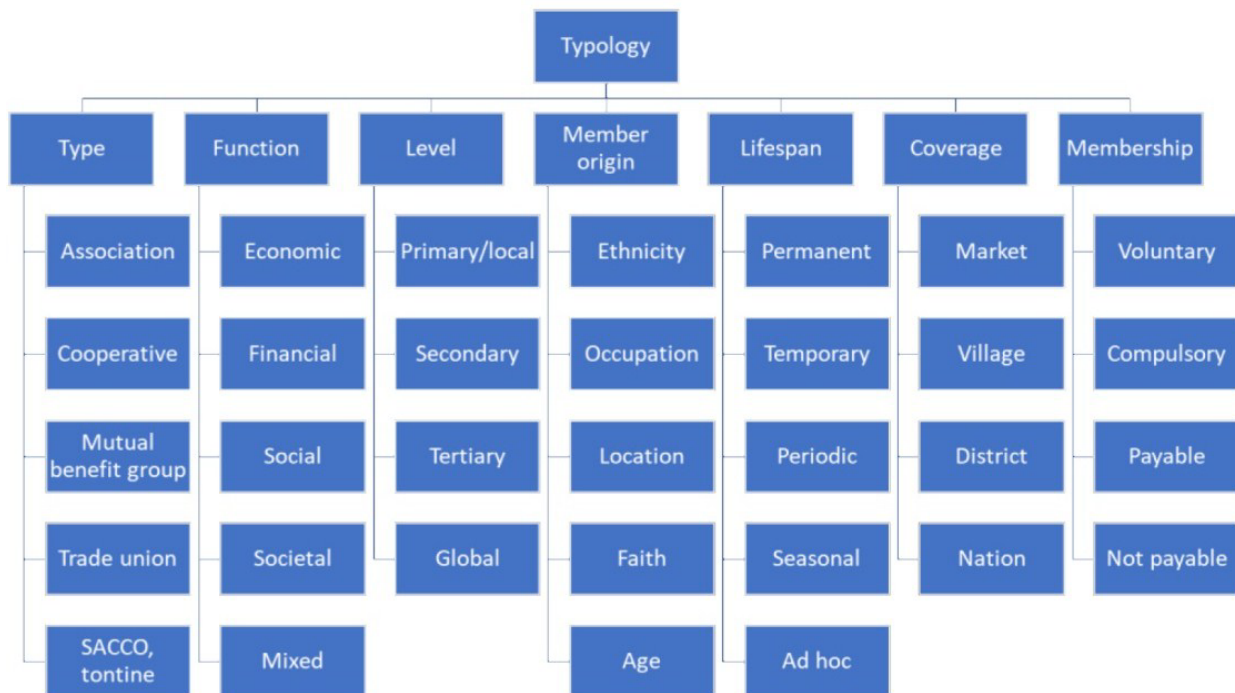 Typology
Type
Function
Level
Member
origin
Lifespan
Coverage
Membership
Association
Economic
Primary/local
Ethnicity
Permanent
Market
Voluntary
Cooperative
Financial
Secondary
Occupation
Temporary
Village
Compulsory
Mutual
benefit group
Social
Tertiary
Location
Periodic
District
Payable
Trade union
Societal
Global
Faith
Seasonal
Nation
Not payable
SACCO,
tontine
Mixed
Age
Ad hoc